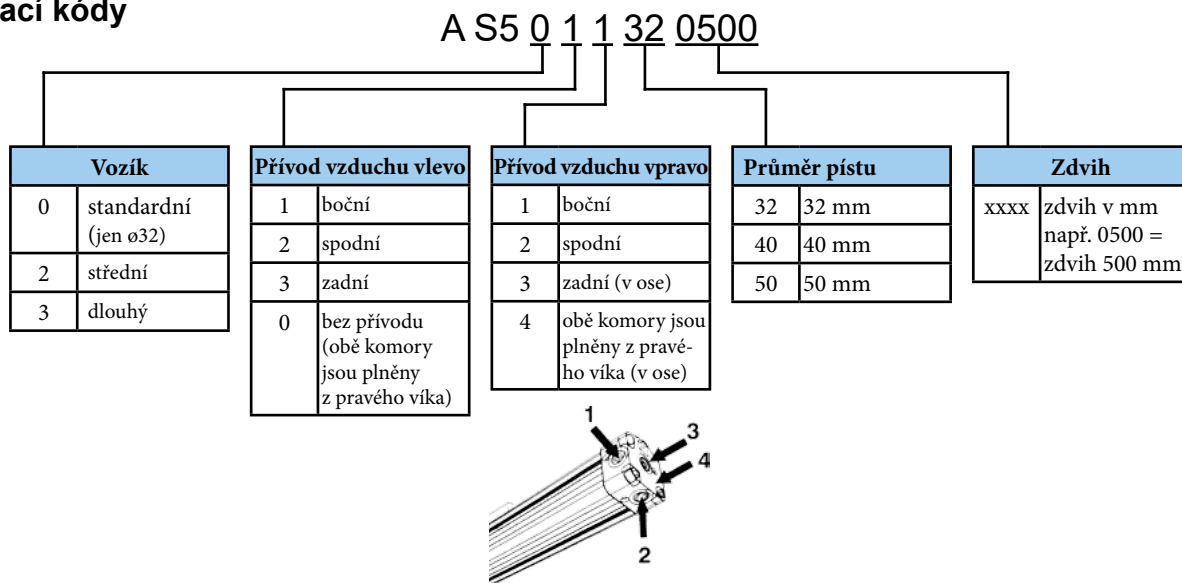 ací kódy
A S5 0 1 1 32 0500
Vozík
0 standardní
(jen ø32)
2 střední
3 dlouhý
Přívod vzduchu vlevo
1 boční
2 spodní
3 zadní
0 bez přívodu
(obě komory
jsou plněny
z pravého víka)
Přívod vzduchu vpravo
1 boční
2 spodní
3 zadní (v ose)
4 obě komory jsou
plněny z pravé-
ho víka (v ose)
Průměr pístu
32 32 mm
40 40 mm
50 50 mm
Zdvih
xxxx zdvih v mm
např. 0500 =
zdvih 500 mm
1
3
4
2